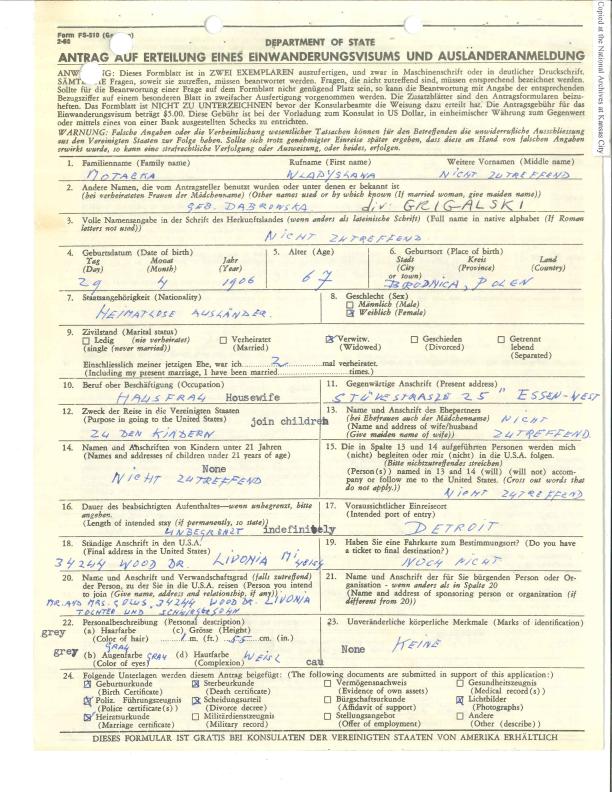 Form FS-510
2-60
DEPARTMENT OF STATE
ANTRAG AUF ERTEILUNG EINES EINWANDERUNGSVISUMS UND AUSLÄNDERANMELDUNG
Dieses Formblatt ist in ZWEI EXEMPLAREN auszufertigen, und zwar in Maschinenschrift oder in deutlicher Druckschrift.
Fragen, soweit sie zutreffen, müssen beantwortet werden. Fragen, die nicht zutreffend sind, müssen entsprechend bezeichnet werden.
Sollte für die Beantwortung einer Frage auf dem Formblatt nicht genügend Platz sein, so kann die Beantwortung mit Angabe der entsprechenden
Bezugsziffer auf einem besonderen Blatt in zweifacher Ausfertigung vorgenommen werden. Die Zusatzblätter sind den Antragsformularen beizu-
heften. Das Formblatt ist NICHT ZU UNTERZEICHNEN bevor der Konsularbeamte die Weisung dazu erteilt hat. Die Antragsgebühr für das
Einwanderungsvisum beträgt $5.00. Diese Gebühr ist bei der Vorladung zum Konsulat in US Dollar, in einheimischer Währung zum Gegenwert
oder mittels eines von einer Bank ausgestellten Schecks zu entrichten.
WARNUNG: Falsche Angaben oder die Verheimlichung wesentlicher Tatsachen können für den Betreffenden die unwiderrufliche Ausschliessung
aus den Vereinigten Staaten zur Folge haben. Sollte sich trotz genehmigter Einreise später ergeben, dass diese an Hand von falschen Angaben
erwirkt wurde, so kann eine strafrechtliche Verfolgung oder Ausweisung, oder beides, erfolgen.
1. Familienname (Family name) Rufname (First name) Weitere Vornamen (Middle name)
MOTACKA WLADYSLAWA NICHT ZUTREFFEND
2. Andere Namen, die vom Antragsteller benutzt wurden oder unter denen er bekannt ist
(bei verheirateten Frauen der Mädchenname) (Other names used or by which known (If married woman, give maiden name))
GEB. DABROWSKA div. GRIGALSKI
3. Volle Namensangabe in der Schrift des Herkunftslandes (wenn anders als lateinische Schrift) (Full name in native alphabet (If Roman
letters not used))
NICHT ZUTREFFEND
4. Geburtsdatum (Date of birth) 5. Alter (Age) 6. Geburtsort (Place of birth)
Tag Monat Jahr Stadt Kreis Land
(Day) (Month) (Year) (City (Province) (Country)
or town)
29 4 1906 67 BRODNICA, POLEN
7. Staatsangehörigkeit (Nationality) 8. Geschlecht (Sex)
Männlich (Male)
HEIMATLOSE AUSLÄNDER. Weiblich (Female)
9. Zivilstand (Marital status)
Ledig (nie verheiratet) Verheiratet Verwitw. Geschieden Getrennt
(single (never married)) (Married) (Widowed) (Divorced) lebend
(Separated)
Einschliesslich meiner jetzigen Ehe, war ich 2 mal verheiratet.
(Including my present marriage, I have been married times.)
10. Beruf oder Beschäftigung (Occupation) 11. Gegenwärtige Anschrift (Present address)
HAUSFRAU Housewife STÜVESTRASZE 25" ESSEN-WEST
12. Zweck der Reise in die Vereinigten Staaten
(Purpose in going to the United States) join children
ZU DEN KINDERN
13. Name und Anschrift des Ehepartners
(bei Ehefrauen auch der Mädchenname) NICHT
(Name and address of wife/husband
(Give maiden name of wife)) ZUTREFFEND
14. Namen und Anschriften von Kindern unter 21 Jahren
(Names and addresses of children under 21 years of age)
None
NICHT ZUTREFFEND
15. Die in Spalte 13 und 14 aufgeführten Personen werden mich
(nicht) begleiten oder mir (nicht) in die U.S.A. folgen.
(Bitte nichtzutreffendes streichen)
(Person(s) named in 13 and 14 (will) (will not) accom-
pany or follow me to the United States. (Cross out words that
do not apply.))
NICHT ZUTREFFEND
16. Dauer des beabsichtigten Aufenthaltes—wenn unbegrenzt, bitte
angeben.
(Length of intended stay (if permanently, so state)) indefinitely
UNBEGRENZT
17. Voraussichtlicher Einreiseort
(Intended port of entry)
DETROIT
18. Ständige Anschrift in den U.S.A.
(Final address in the United States)
34244 WOOD DR. LIVONIA MI
19. Haben Sie eine Fahrkarte zum Bestimmungsort? (Do you have
a ticket to final destination?)
NOCH NICHT
20. Name und Anschrift und Verwandschaftsgrad (falls zutreffend)
der Person, zu der Sie in die U.S.A. reisen (Person you intend
to join (Give name, address and relationship, if any))
MR. AND MRS. 34244 WOOD DR. LIVONIA
TOCHTER UND SCHWIEGERSOHN
21. Name und Anschrift der für Sie bürgenden Person oder Or-
ganisation - wenn anders als in Spalte 20
(Name and address of sponsoring person or organization (if
different from 20))
22. Personalbeschreibung (Personal description)
grey (a) Haarfarbe (c) Grösse (Height)
(Color of hair) m (ft.) 55 cm. (in.)
GRAU
grey (b) Augenfarbe GRAU (d) Hautfarbe WEISS
(Color of eyes) (Complexion) cau
23. Unveränderliche körperliche Merkmale (Marks of identification)
None KEINE
24. Folgende Unterlagen werden diesem Antrag beigefügt: (The following documents are submitted in support of this application):
Geburtsurkunde Sterbeurkunde Vermögensnachweis Gesundheitszeugnis
(Birth Certificate) (Death certificate) (Evidence of own assets) (Medical record(s))
Poliz. Führungszeugnis Scheidungsurteil Bürgschaftsurkunde Lichtbilder
(Police certificate(s)) (Divorce decree) (Affidavit of support) (Photographs)
Heiratsurkunde Militärdienstzeugnis Stellungsangebot Andere
(Marriage certificate) (Military record) (Offer of employment) (Other (describe))
DIESES FORMULAR IST GRATIS BEI KONSULATEN DER VEREINIGTEN STAATEN VON AMERIKA ERHÄLTLICH
Copied at the National Archives at Kansas City